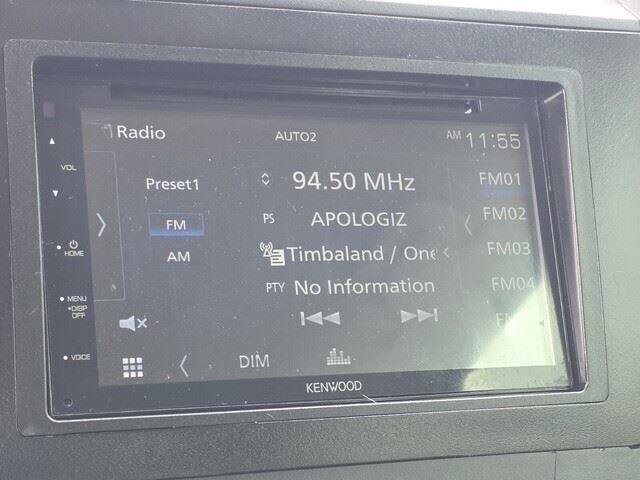 Radio
AUTO2
AM 11:55
VOL
Preset1
94.50 MHz
FM01
FM
PS APOLOGIZ
FM02
HOME
AM
Timbaland / One
FM03
PTY No Information
FM04
MENU
•DISP
OFF
VOICE
DIM
KENWOOD